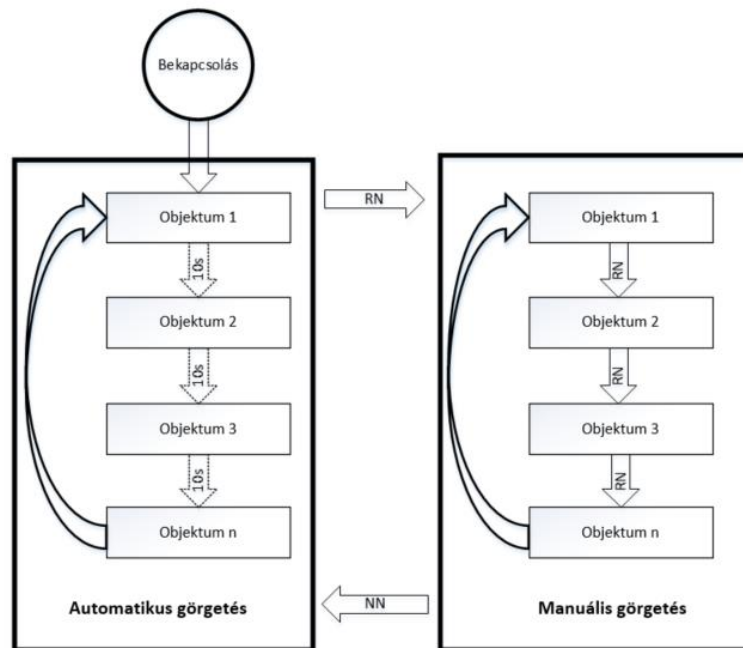 Bekapcsolás
Objektum 1
10s
Objektum 2
10s
Objektum 3
10s
Objektum n
Automatikus görgetés
RN
NN
Objektum 1
RN
Objektum 2
RN
Objektum 3
RN
Objektum n
Manuális görgetés